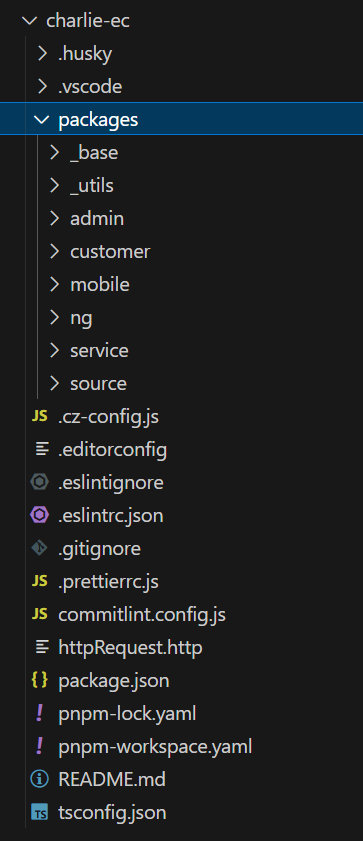 charlie-ec
.husky
.vscode
packages
_base
_utils
admin
customer
mobile
ng
service
source
JS .cz-config.js
.editorconfig
.eslintignore
.eslintrc.json
.gitignore
JS .prettierrc.js
JS commitlint.config.js
httpRequest.http
{} package.json
! pnpm-lock.yaml
! pnpm-workspace.yaml
README.md
TS tsconfig.json